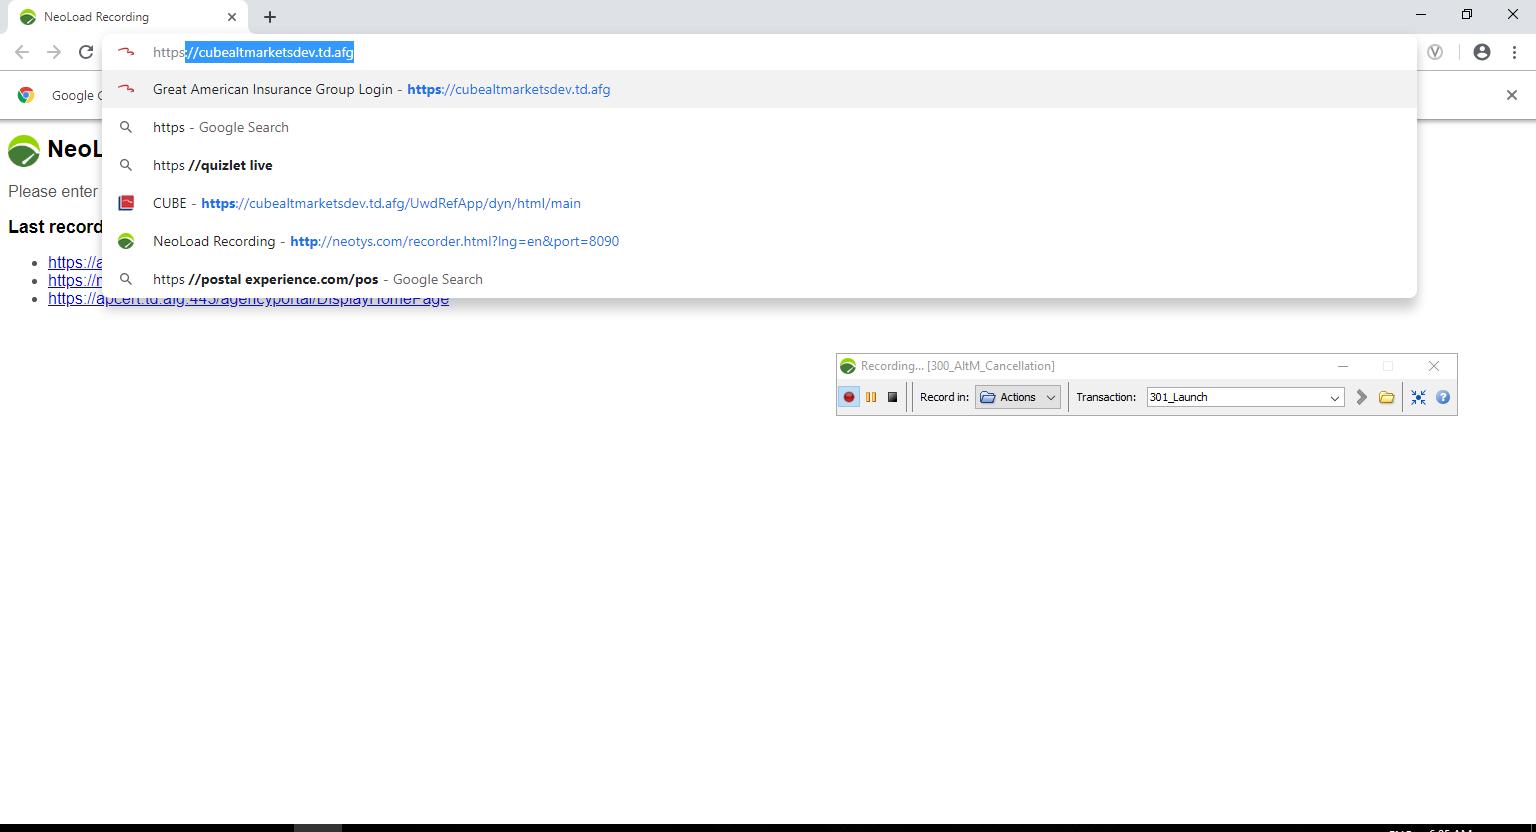 NeoLoad Recording
https://cubealtmarketsdev.td.afg
Great American Insurance Group Login - https://cubealtmarketsdev.td.afg
Google
https - Google Search
NeoL
https //quizlet live
Please enter
CUBE - https://cubealtmarketsdev.td.afg/UwdRefApp/dyn/html/main
Last record
NeoLoad Recording - http://neotys.com/recorder.html?lng=en&port=8090
https://a
https //postal experience.com/pos - Google Search
https://
https://apcert.td.afg:443/agencyportal/DisplayHomePage
Recording... [300_AltM_Cancellation]
Record in: Actions Transaction: 301_Launch